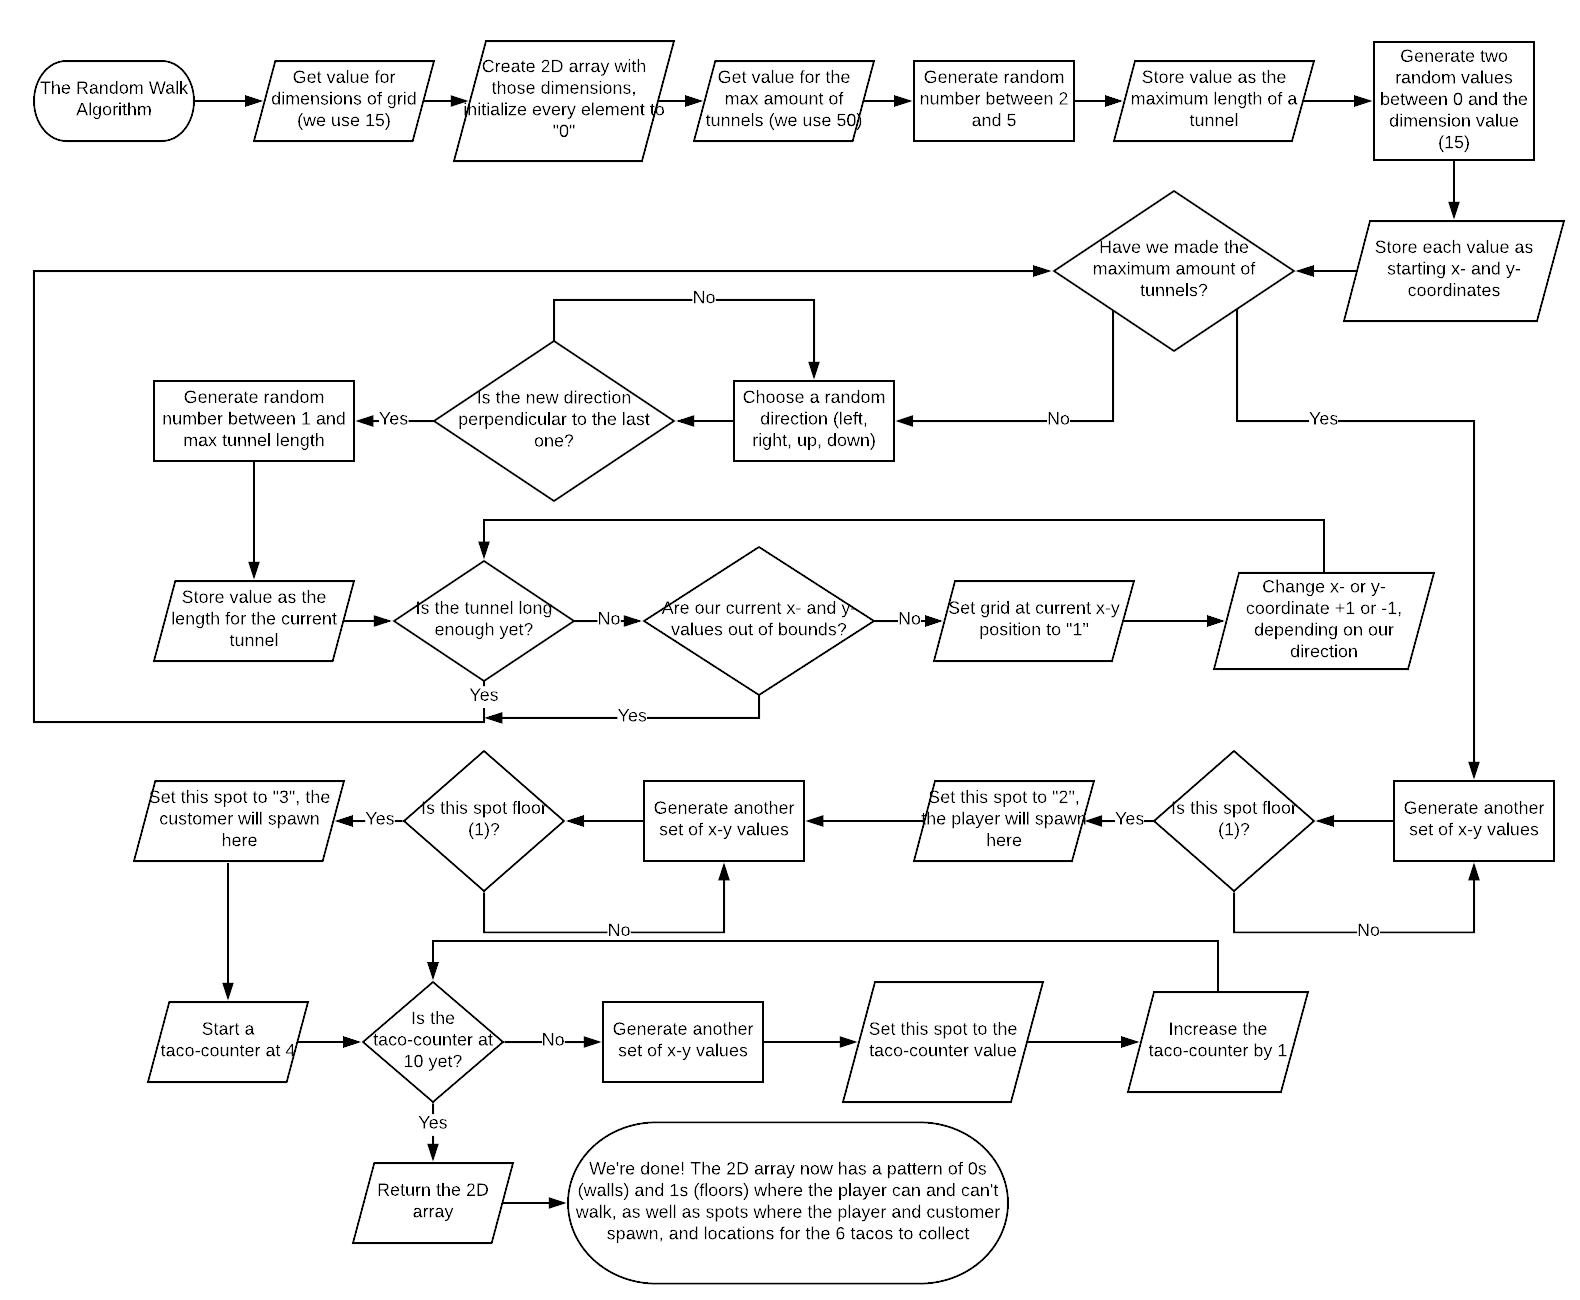 The Random Walk
Algorithm
Get value for
dimensions of grid
(we use 15)
Create 2D array with
those dimensions,
initialize every element to
"0"
Get value for the
max amount of
tunnels (we use 50)
Generate random
number between 2
and 5
Store value as the
maximum length of a
tunnel
Generate two
random values
between 0 and the
dimension value
(15)
Store each value as
starting x- and y-
coordinates
Have we made the
maximum amount of
tunnels?
No
Yes
Choose a random
direction (left,
right, up, down)
No
Is the new direction
perpendicular to the last
one?
Yes
Generate random
number between 1 and
max tunnel length
Store value as the
length for the current
tunnel
Is the tunnel long
enough yet?
No
Yes
Are our current x- and y-
values out of bounds?
No
Yes
Set grid at current x-y
position to "1"
Change x- or y-
coordinate +1 or -1,
depending on our
direction
Generate another
set of x-y values
Is this spot floor
(1)?
No
Yes
Set this spot to "2",
the player will spawn
here
Generate another
set of x-y values
Is this spot floor
(1)?
No
Yes
Set this spot to "3", the
customer will spawn
here
Start a
taco-counter at 4
Is the
taco-counter at
10 yet?
No
Generate another
set of x-y values
Set this spot to the
taco-counter value
Increase the
taco-counter by 1
Yes
Return the 2D
array
We're done! The 2D array now has a pattern of 0s
(walls) and 1s (floors) where the player can and can't
walk, as well as spots where the player and customer
spawn, and locations for the 6 tacos to collect